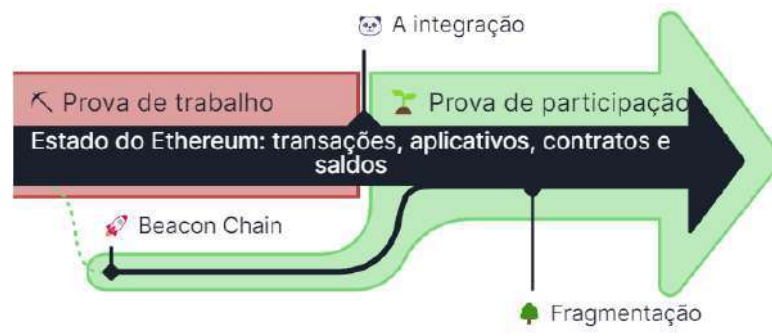 🐼 A integração
⛏ Prova de trabalho
🌱 Prova de participação
Estado do Ethereum: transações, aplicativos, contratos e
saldos
🚀 Beacon Chain
🌳 Fragmentação